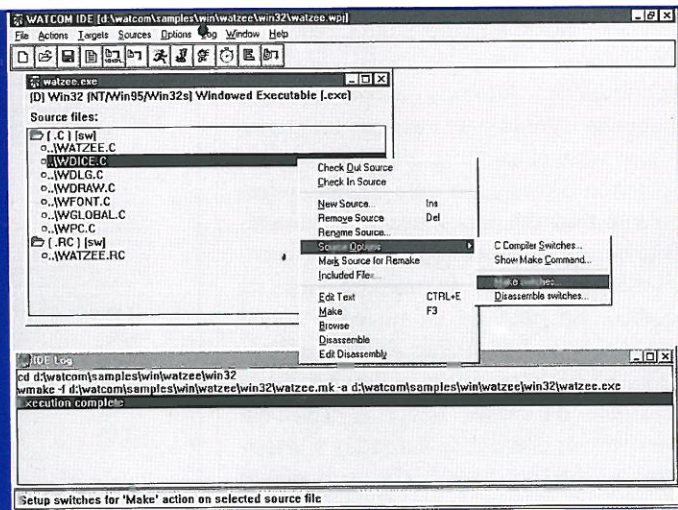 WATCOM IDE [d:\watcom\samples\win\watzee\win32\watzee.wpj]
File Actions Targets Sources Options Log Window Help
watzee.exe
[D] Win32 [NT/Win95/Win32s] Windowed Executable [.exe]
Source files:
[.C ] [sw]
o..\WATZEE.C
o..\WDICE.C
o..\WDLG.C
o..\WDRAW.C
o..\WFONT.C
o..\WGLOBAL.C
o..\WPC.C
[.RC ] [sw]
o..\WATZEE.RC
Check Out Source
Check In Source
New Source... Ins
Remove Source Del
Rename Source...
Source Options
Mark Source for Remake
Included Files...
Edit Text CTRL+E
Make F3
Browse
Disassemble
Edit Disassembly
C Compiler Switches...
Show Make Command...
Make switches...
Disassemble switches...
IDE Log
cd d:\watcom\samples\win\watzee\win32
wmake -f d:\watcom\samples\win\watzee\win32\watzee.mk -a d:\watcom\samples\win\watzee\win32\watzee.exe
Execution complete
Setup switches for 'Make' action on selected source file